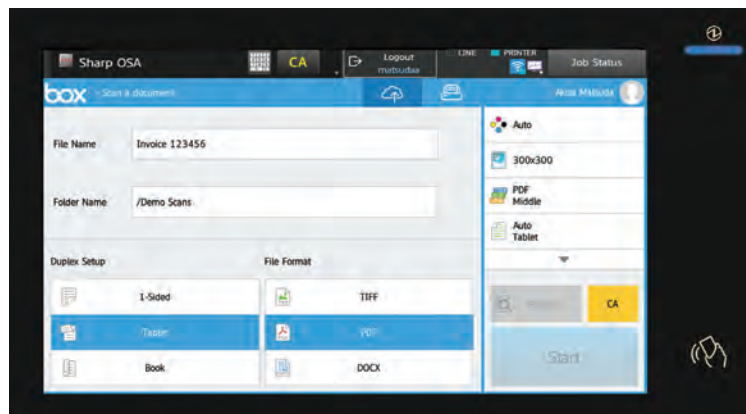 Sharp OSA
CA
Logout
matsudaa
LINE
PRINTER
Job Status
box
Scan a document
Akira Matsuda
File Name
Invoice 123456
Folder Name
/Demo Scans
Duplex Setup
File Format
1-Sided
Tablet
Book
TIFF
PDF
DOCX
Auto
300x300
PDF
Middle
Auto
Tablet
CA
Start